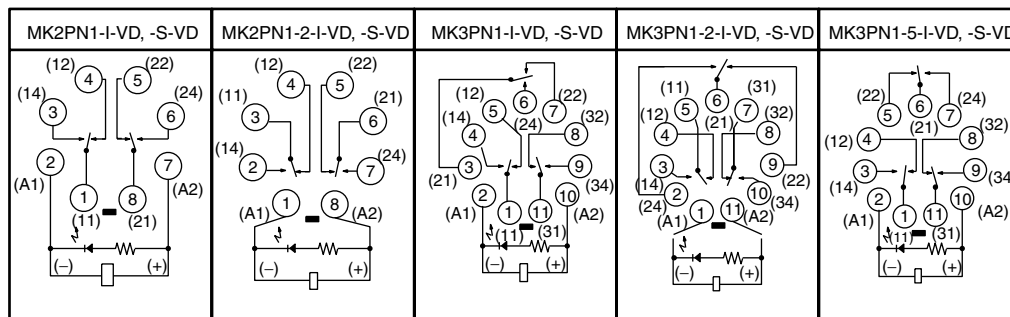 MK2PN1-I-VD, -S-VD
(12) (22)
4 5
(14) (24)
3 6
2 7
(A1) (A2)
1 8
(11) (21)
(−) (+)
MK2PN1-2-I-VD, -S-VD
(12) (22)
4 5
(11) (21)
3 6
(14) (24)
2 7
1 8
(A1) (A2)
(−) (+)
MK3PN1-I-VD, -S-VD
(12) 6 (22)
5 7
(14) (24) (32)
4 8
3 9
(21) (34)
2 10
(A1) 1 11 (A2)
(11) (31)
(−) (+)
MK3PN1-2-I-VD, -S-VD
(11) 6 (31)
5 7
(12) (21) (32)
4 8
3 9
(14) (22)
2 10
(24) (34)
(A1) 1 11 (A2)
(−) (+)
MK3PN1-5-I-VD, -S-VD
(22) 6 (24)
5 7
(12) (21) (32)
4 8
3 9
(14) (34
2 10
(A1) 1 11 (A2)
(11) (31)
(−) (+)